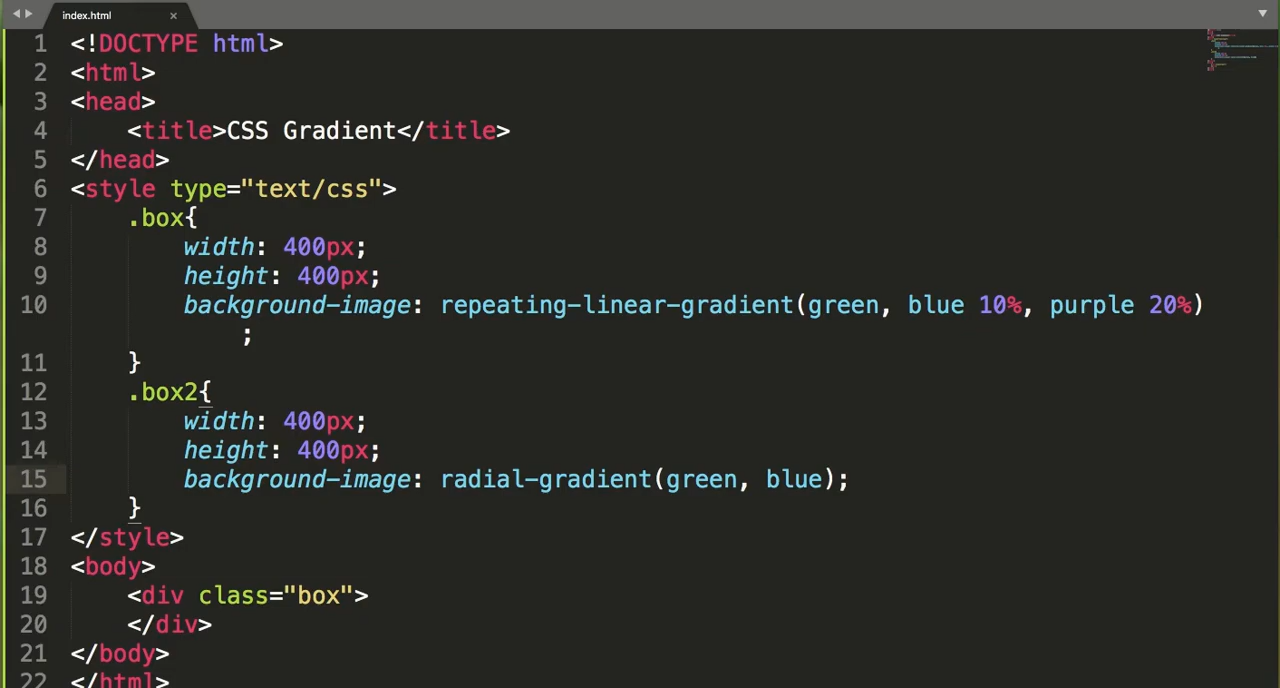 index.html ×
1 <!DOCTYPE html>
2 <html>
3 <head>
4     <title>CSS Gradient</title>
5 </head>
6 <style type="text/css">
7     .box{
8         width: 400px;
9         height: 400px;
10         background-image: repeating-linear-gradient(green, blue 10%, purple 20%)
;
11     }
12     .box2{
13         width: 400px;
14         height: 400px;
15         background-image: radial-gradient(green, blue);
16     }
17 </style>
18 <body>
19     <div class="box">
20     </div>
21 </body>
22 </html>